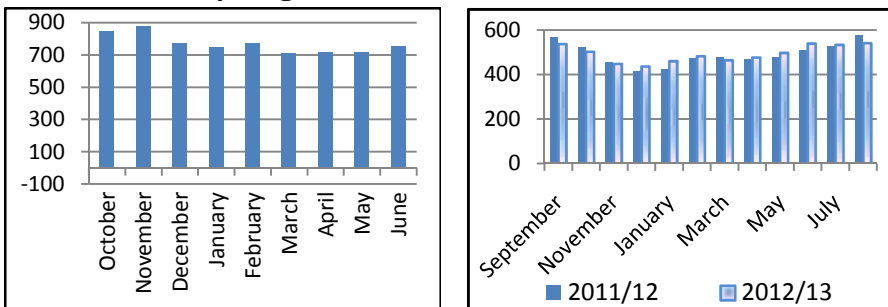 900
700
500
300
100
-100
October
November
December
January
February
March
April
May
June
600
400
200
0
September
November
January
March
May
July
2011/12
2012/13